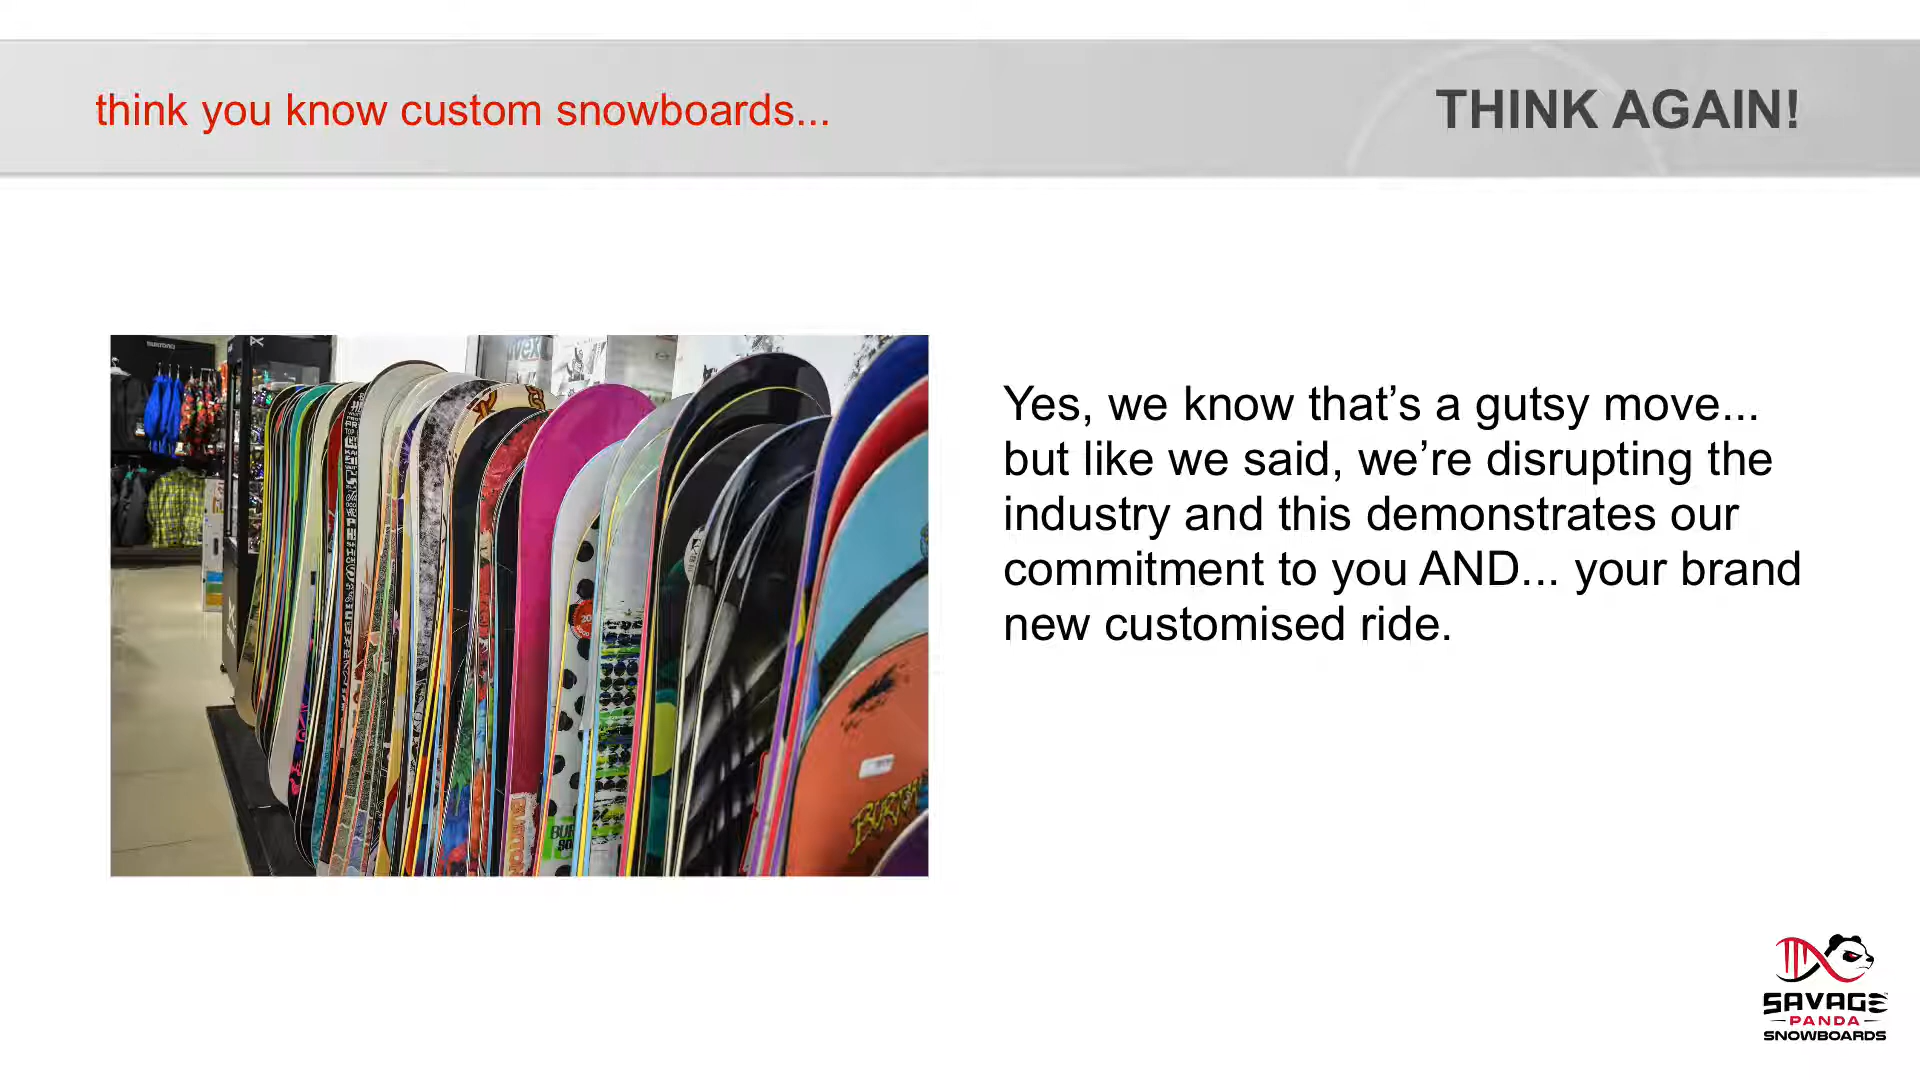 think you know custom snowboards...
THINK AGAIN!
Yes, we know that’s a gutsy move...
but like we said, we’re disrupting the
industry and this demonstrates our
commitment to you AND... your brand
new customised ride.
BURTON
SAVAGE
PANDA
SNOWBOARDS